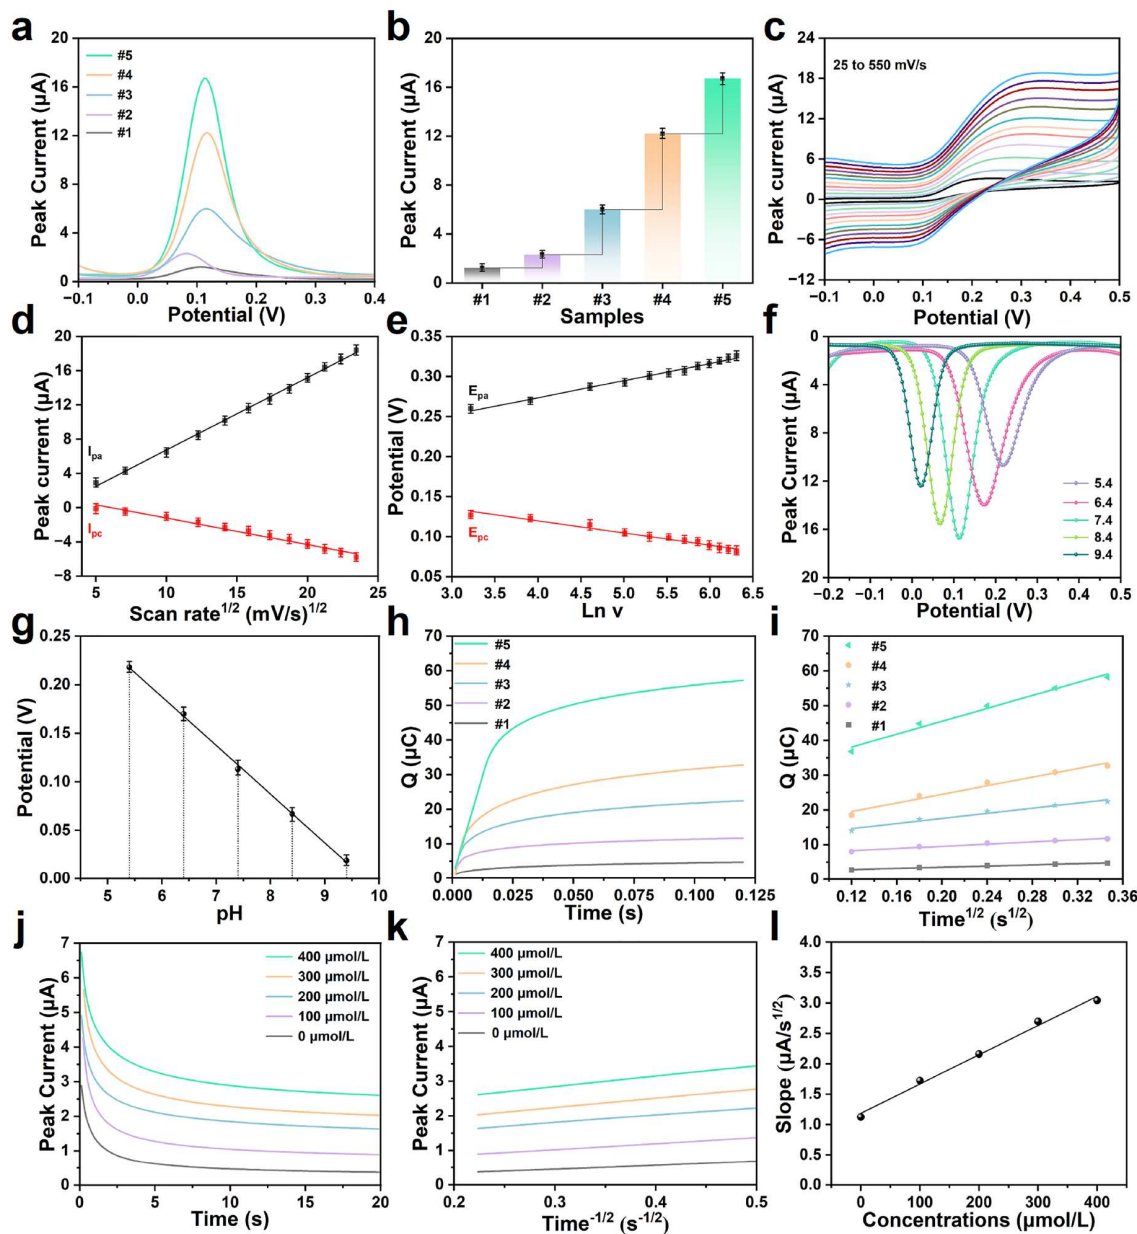 a
20
16
12
8
4
0
Peak Current (μA)
#5
#4
#3
#2
#1
−0.1 0.0 0.1 0.2 0.3 0.4
Potential (V)
b
20
16
12
8
4
0
Peak Current (μA)
#1 #2 #3 #4 #5
Samples
c
24
18
12
6
0
−6
−12
Peak Current (μA)
25 to 550 mV/s
−0.1 0.0 0.1 0.2 0.3 0.4 0.5
Potential (V)
d
20
16
12
8
4
0
−4
−8
Peak current (μA)
Ipa
Ipc
5 10 15 20 25
Scan rate1/2 (mV/s)1/2
e
0.35
0.30
0.25
0.20
0.15
0.10
0.05
Potential (V)
Epa
Epc
3.0 3.5 4.0 4.5 5.0 5.5 6.0 6.5
Ln v
f
0
4
8
12
16
20
Peak Current (μA)
5.4
6.4
7.4
8.4
9.4
−0.2 −0.1 0.0 0.1 0.2 0.3 0.4 0.5
Potential (V)
g
0.25
0.20
0.15
0.10
0.05
0.00
Potential (V)
5 6 7 8 9 10
pH
h
70
60
50
40
30
20
10
0
Q (μC)
#5
#4
#3
#2
#1
0.000 0.025 0.050 0.075 0.100 0.125
Time (s)
i
70
60
50
40
30
20
10
0
Q (μC)
#5
#4
#3
#2
#1
0.12 0.16 0.20 0.24 0.28 0.32 0.36
Time1/2 (s1/2)
j
7
6
5
4
3
2
1
0
Peak Current (μA)
400 μmol/L
300 μmol/L
200 μmol/L
100 μmol/L
0 μmol/L
0 5 10 15 20
Time (s)
k
7
6
5
4
3
2
1
0
Peak Current (μA)
400 μmol/L
300 μmol/L
200 μmol/L
100 μmol/L
0 μmol/L
0.2 0.3 0.4 0.5
Time-1/2 (s-1/2)
l
4.0
3.5
3.0
2.5
2.0
1.5
1.0
0.5
0.0
Slope (μA/s1/2)
0 100 200 300 400
Concentrations (μmol/L)